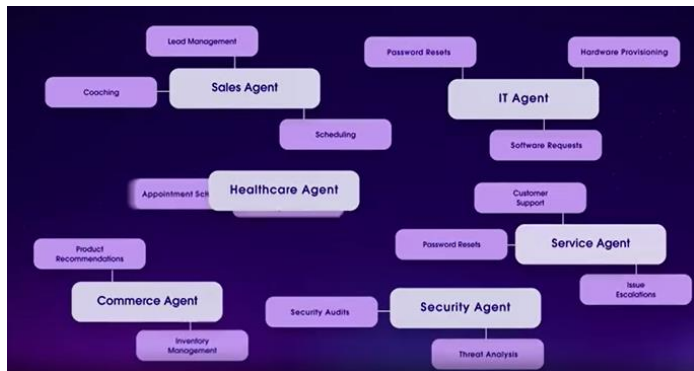 Lead Management
Sales Agent
Coaching
Scheduling
Password Resets
Hardware Provisioning
IT Agent
Software Requests
Appointment
Healthcare Agent
Customer
Support
Password Resets
Service Agent
Issue
Escalations
Product
Recommendations
Commerce Agent
Inventory
Management
Security Audits
Security Agent
Threat Analysis